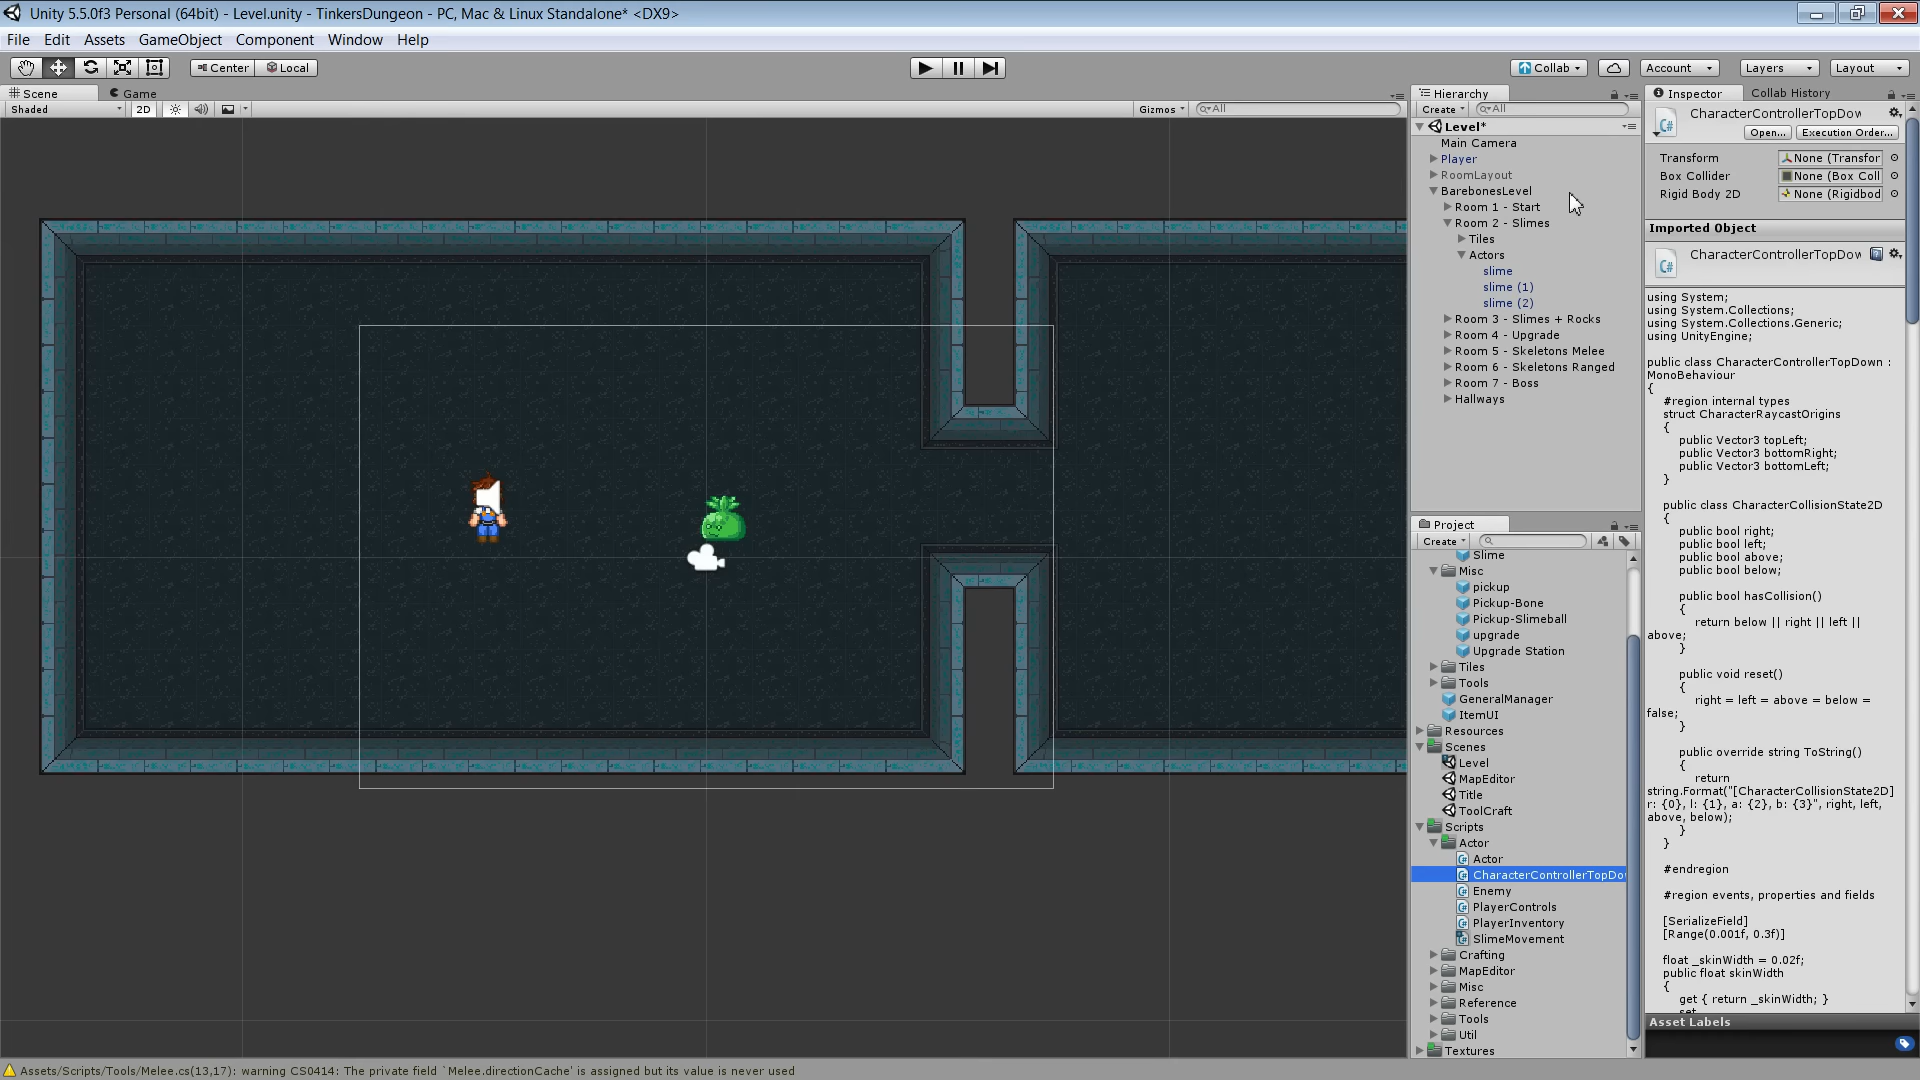 Unity 5.5.0f3 Personal (64bit) - Level.unity - TinkersDungeon - PC, Mac & Linux Standalone* <DX9>
File Edit Assets GameObject Component Window Help
Center Local Collab Account Layers Layout
Scene Game
Shaded 2D Gizmos All
Hierarchy
Create All
Level*
Main Camera
Player
RoomLayout
BarebonesLevel
Room 1 - Start
Room 2 - Slimes
Tiles
Actors
slime
slime (1)
slime (2)
Room 3 - Slimes + Rocks
Room 4 - Upgrade
Room 5 - Skeletons Melee
Room 6 - Skeletons Ranged
Room 7 - Boss
Hallways
Project
Create
Slime
Misc
pickup
Pickup-Bone
Pickup-Slimeball
upgrade
Upgrade Station
Tiles
Tools
GeneralManager
ItemUI
Resources
Scenes
Level
MapEditor
Title
ToolCraft
Scripts
Actor
Actor
CharacterControllerTopDo
Enemy
PlayerControls
PlayerInventory
SlimeMovement
Crafting
MapEditor
Misc
Reference
Tools
Util
Textures
Inspector Collab History
CharacterControllerTopDow
Open... Execution Order...
Transform None (Transfor
Box Collider None (Box Coll
Rigid Body 2D None (Rigidbod
Imported Object
CharacterControllerTopDow
using System;
using System.Collections;
using System.Collections.Generic;
using UnityEngine;
public class CharacterControllerTopDown :
MonoBehaviour
{
#region internal types
struct CharacterRaycastOrigins
{
public Vector3 topLeft;
public Vector3 bottomRight;
public Vector3 bottomLeft;
}
public class CharacterCollisionState2D
{
public bool right;
public bool left;
public bool above;
public bool below;
public bool hasCollision()
{
return below || right || left ||
above;
}
public void reset()
{
right = left = above = below =
false;
}
public override string ToString()
{
return
string.Format("[CharacterCollisionState2D]
r: {0}, l: {1}, a: {2}, b: {3}", right, left,
above, below);
}
}
#endregion
#region events, properties and fields
[SerializeField]
[Range(0.001f, 0.3f)]
float _skinWidth = 0.02f;
public float skinWidth
{
get { return _skinWidth; }
set
Asset Labels
Assets/Scripts/Tools/Melee.cs(13,17): warning CS0414: The private field `Melee.directionCache' is assigned but its value is never used